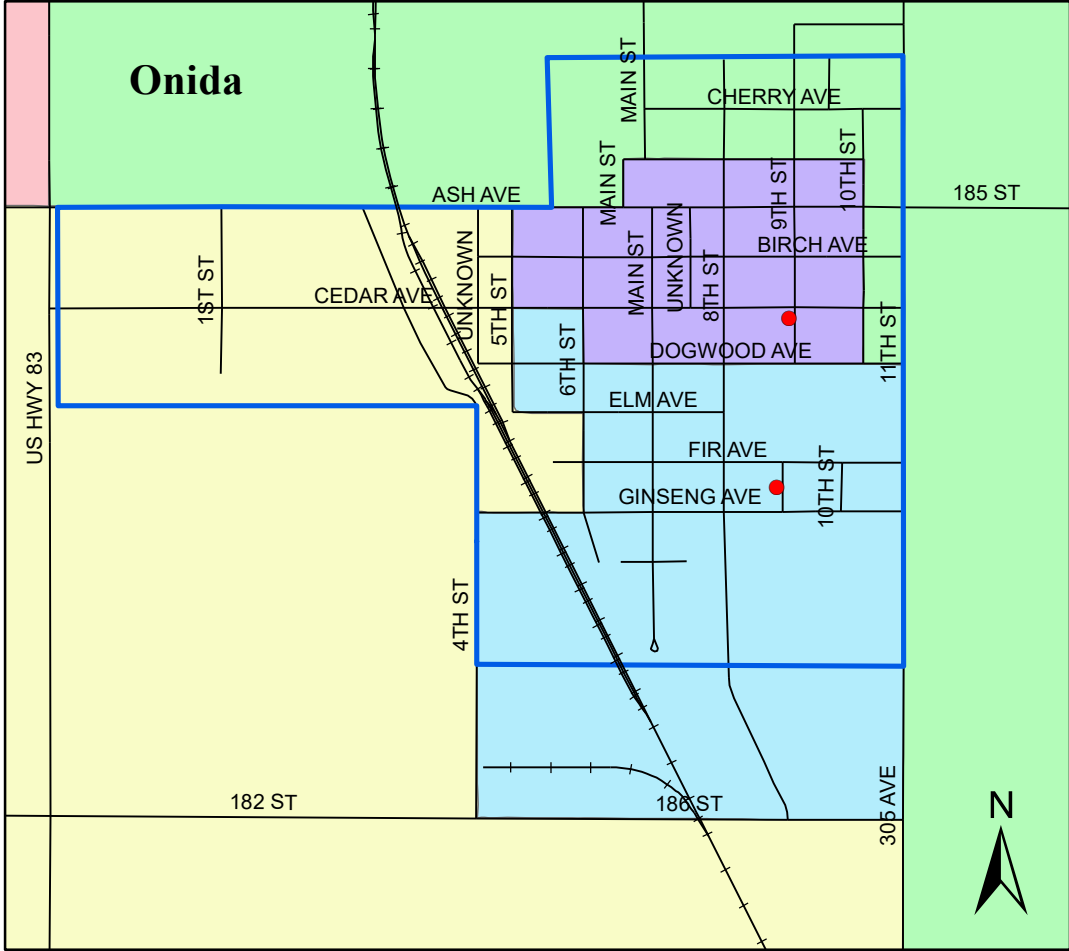 Onida
MAIN ST
CHERRY AVE
10TH ST
9TH ST
MAIN ST
ASH AVE
185 ST
UNKNOWN
UNKNOWN
MAIN ST
BIRCH AVE
8TH ST
1ST ST
5TH ST
CEDAR AVE
11TH ST
6TH ST
DOGWOOD AVE
US HWY 83
ELM AVE
FIR AVE
10TH ST
GINSENG AVE
4TH ST
182 ST
186 ST
305 AVE
N